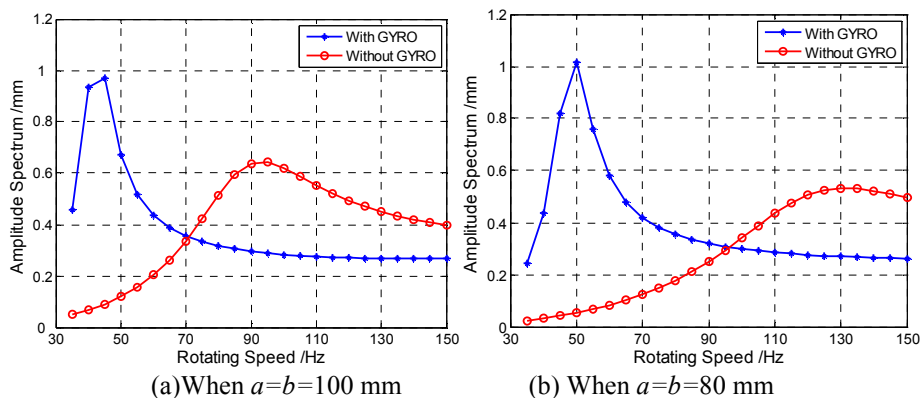 1.2
1
0.8
0.6
0.4
0.2
0
30
50
70
90
110
130
150
Amplitude Spectrum /mm
Rotating Speed /Hz
With GYRO
Without GYRO
(a)When a=b=100 mm
1.2
1
0.8
0.6
0.4
0.2
0
30
50
70
90
110
130
150
Amplitude Spectrum /mm
Rotating Speed /Hz
With GYRO
Without GYRO
(b) When a=b=80 mm